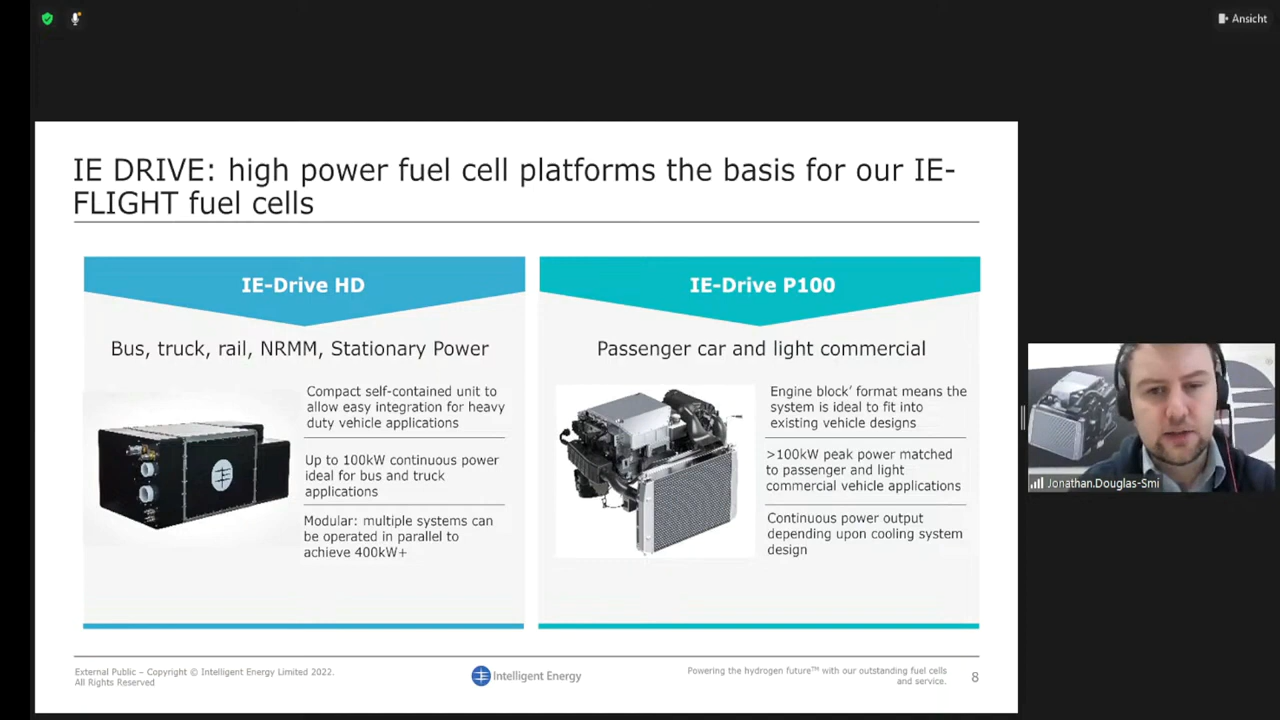 Ansicht
IE DRIVE: high power fuel cell platforms the basis for our IE-
FLIGHT fuel cells
IE-Drive HD
Bus, truck, rail, NRMM, Stationary Power
Compact self-contained unit to
allow easy integration for heavy
duty vehicle applications
Up to 100kW continuous power
ideal for bus and truck
applications
Modular: multiple systems can
be operated in parallel to
achieve 400kW+
IE-Drive P100
Passenger car and light commercial
Engine block’ format means the
system is ideal to fit into
existing vehicle designs
>100kW peak power matched
to passenger and light
commercial vehicle applications
Continuous power output
depending upon cooling system
design
Jonathan.Douglas-Smi
External Public – Copyright © Intelligent Energy Limited 2022.
All Rights Reserved
Intelligent Energy
Powering the hydrogen future™ with our outstanding fuel cells
and service.
8